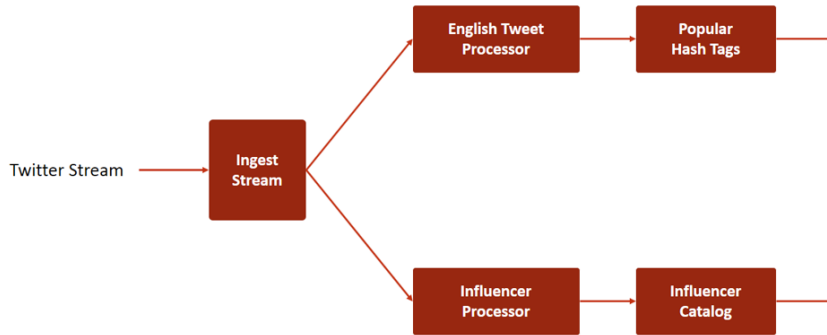 Twitter Stream
Ingest
Stream
English Tweet
Processor
Popular
Hash Tags
Influencer
Processor
Influencer
Catalog